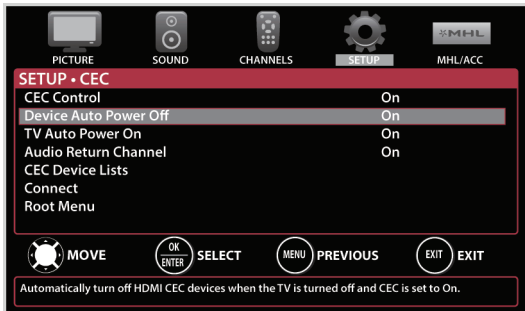 MHL
PICTURE SOUND CHANNELS SETUP MHL/ACC
SETUP • CEC
CEC Control On
Device Auto Power Off On
TV Auto Power On On
Audio Return Channel On
CEC Device Lists
Connect
Root Menu
MOVE OK ENTER SELECT MENU PREVIOUS EXIT EXIT
Automatically turn off HDMI CEC devices when the TV is turned off and CEC is set to On.